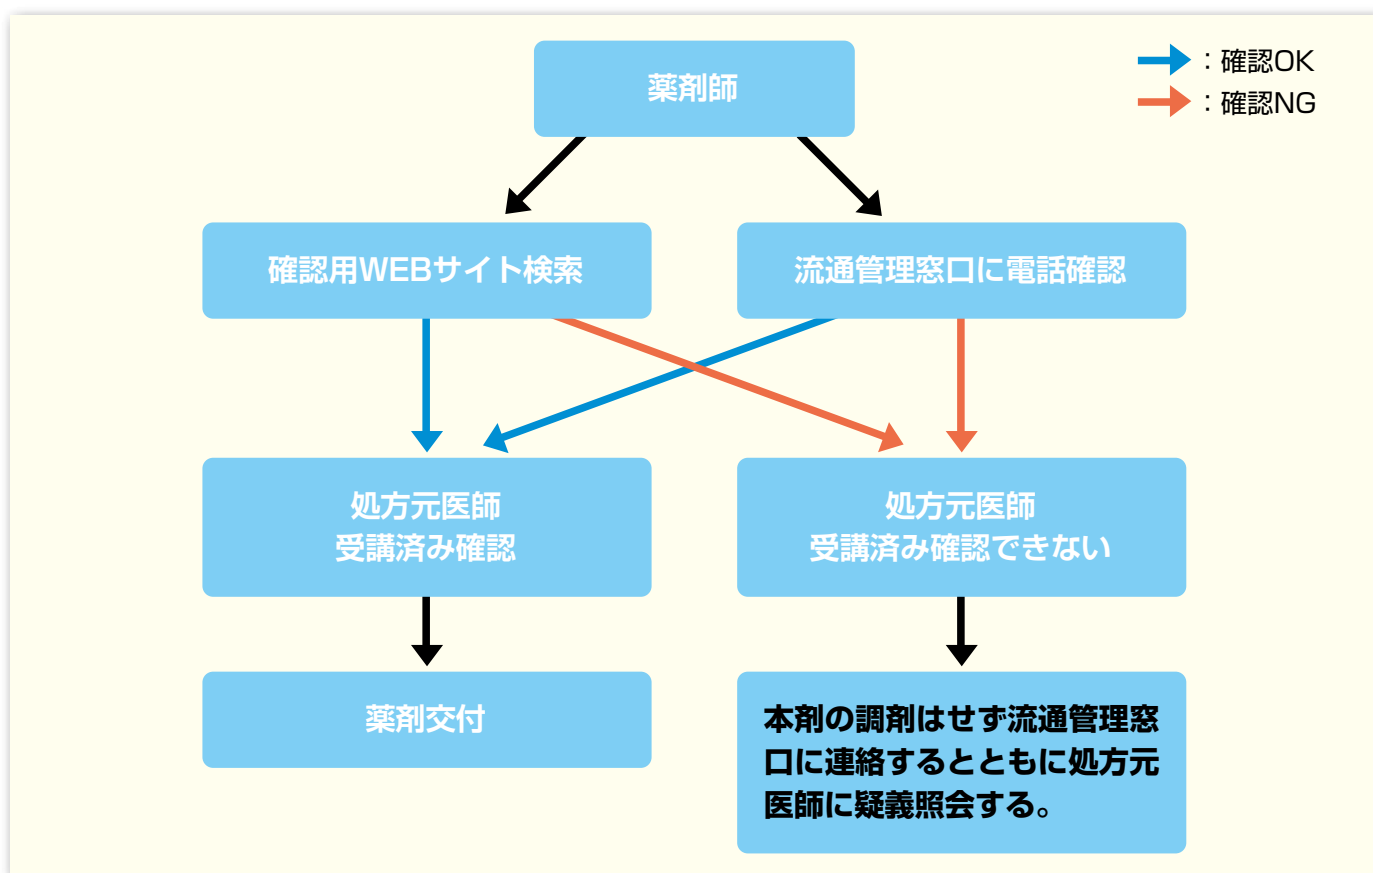 薬剤師
：確認OK
：確認NG
確認用WEBサイト検索
流通管理窓口に電話確認
処方元医師
受講済み確認
処方元医師
受講済み確認できない
薬剤交付
本剤の調剤はせず流通管理窓
口に連絡するとともに処方元
医師に疑義照会する。